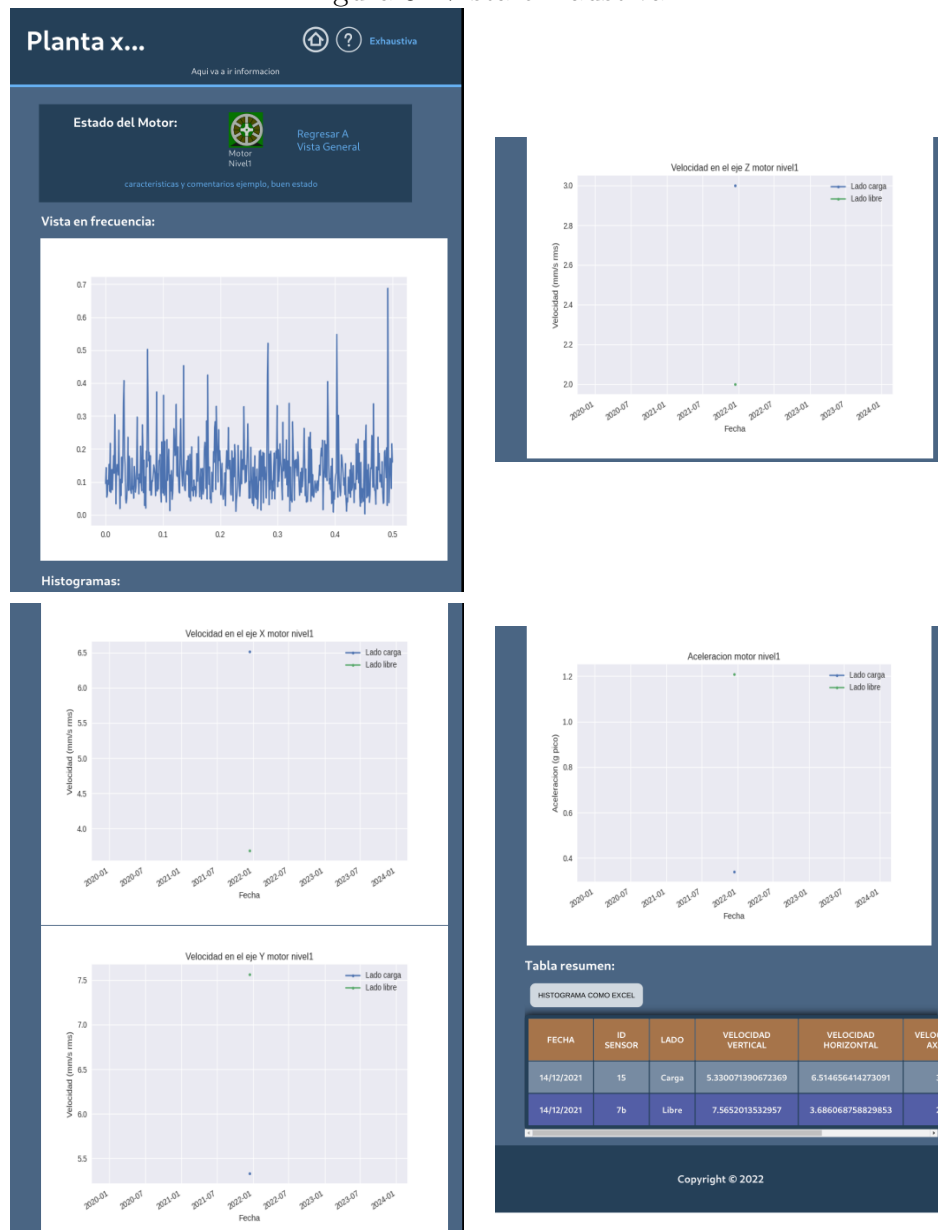 Planta x...
Exhaustiva
Aqui va a ir informacion
Estado del Motor:
Motor
Nivel1
Regresar A
Vista General
características y comentarios ejemplo, buen estado
Vista en frecuencia:
0.7
0.6
0.5
0.4
0.3
0.2
0.1
0.0
0.0 0.1 0.2 0.3 0.4 0.5
Histogramas:
Velocidad en el eje Z motor nivel1
Lado carga
Lado libre
Velocidad (mm/s rms)
3.0
2.8
2.6
2.4
2.2
2.0
2020-01 2020-07 2021-01 2021-07 2022-01 2022-07 2023-01 2023-07 2024-01
Fecha
Velocidad en el eje X motor nivel1
Lado carga
Lado libre
Velocidad (mm/s rms)
6.5
6.0
5.5
5.0
4.5
4.0
2020-01 2020-07 2021-01 2021-07 2022-01 2022-07 2023-01 2023-07 2024-01
Fecha
Velocidad en el eje Y motor nivel1
Lado carga
Lado libre
Velocidad (mm/s rms)
7.5
7.0
6.5
6.0
5.5
2020-01 2020-07 2021-01 2021-07 2022-01 2022-07 2023-01 2023-07 2024-01
Fecha
Aceleracion motor nivel1
Lado carga
Lado libre
Aceleracion (g pico)
1.2
1.0
0.8
0.6
0.4
2020-01 2020-07 2021-01 2021-07 2022-01 2022-07 2023-01 2023-07 2024-01
Fecha
Tabla resumen:
HISTOGRAMA COMO EXCEL
FECHA ID SENSOR LADO VELOCIDAD VERTICAL VELOCIDAD HORIZONTAL
14/12/2021 15 Carga 5.330071390672369 6.514656414273091
14/12/2021 7b Libre 7.5652013532957 3.686068758829853
Copyright © 2022